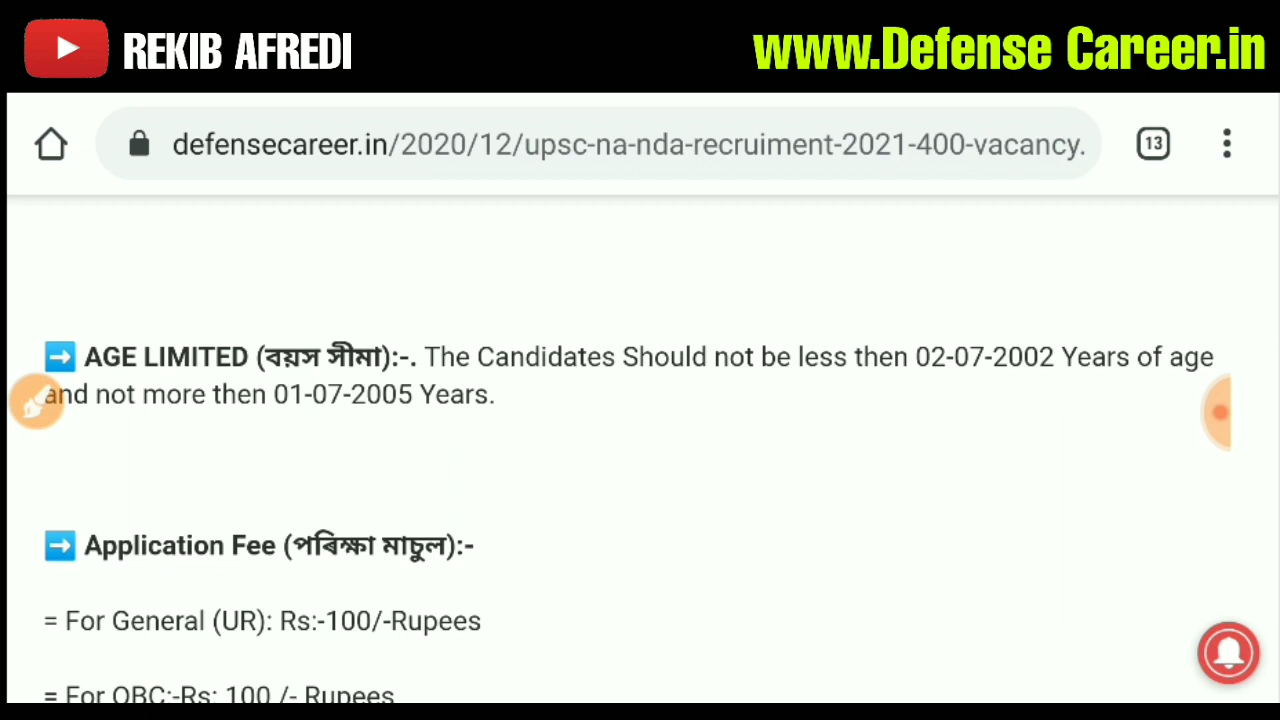 REKIB AFREDI
www.Defense Career.in
defensecareer.in/2020/12/upsc-na-nda-recruiment-2021-400-vacancy.
13
AGE LIMITED (বয়স সীমা):-. The Candidates Should not be less then 02-07-2002 Years of age
and not more then 01-07-2005 Years.
Application Fee (পৰিক্ষা মাচুল):-
= For General (UR): Rs:-100/-Rupees
= For OBC:-Rs: 100 /- Rupees